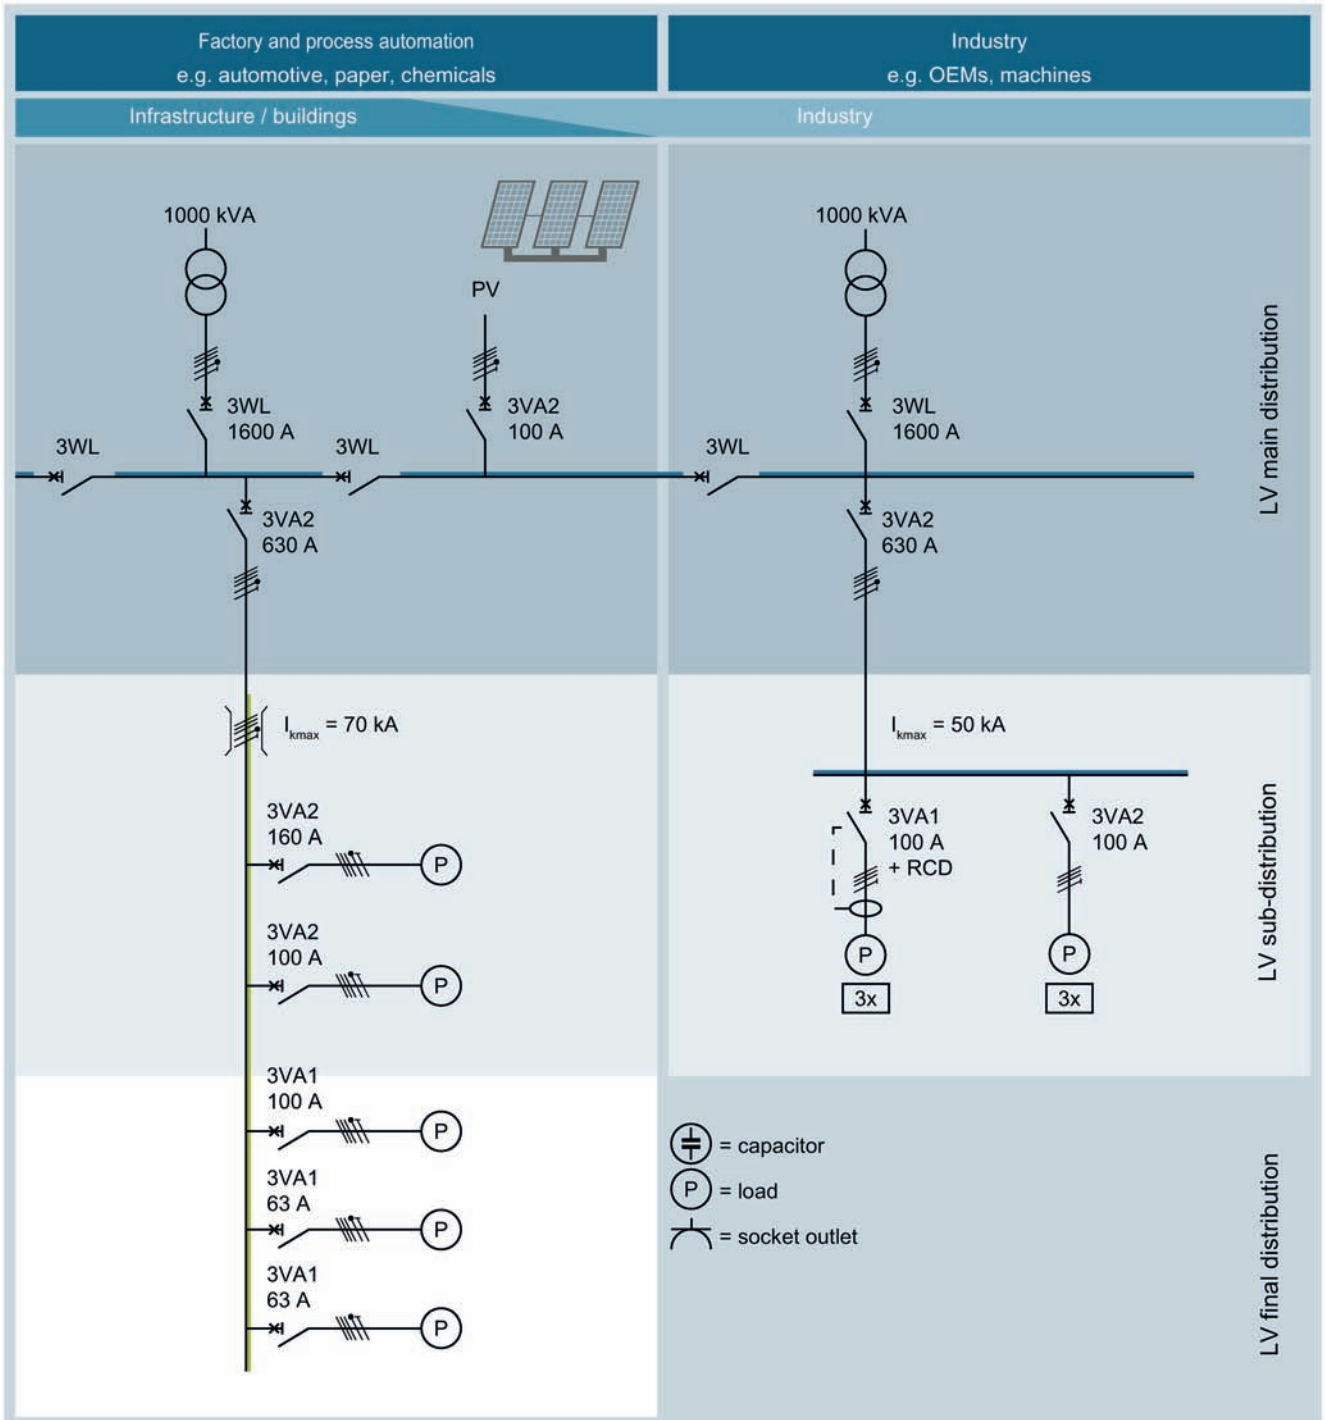 Factory and process automation
e.g. automotive, paper, chemicals
Industry
e.g. OEMs, machines
Infrastructure / buildings
Industry
1000 kVA
PV
1000 kVA
3WL
1600 A
3VA2
100 A
3WL
1600 A
3WL
3WL
3WL
3VA2
630 A
3VA2
630 A
LV main distribution
Ikmax = 70 kA
Ikmax = 50 kA
3VA2
160 A
P
3VA2
100 A
P
3VA1
100 A
+ RCD
P
3x
3VA2
100 A
P
3x
LV sub-distribution
3VA1
100 A
P
3VA1
63 A
P
3VA1
63 A
P
= capacitor
P = load
= socket outlet
LV final distribution